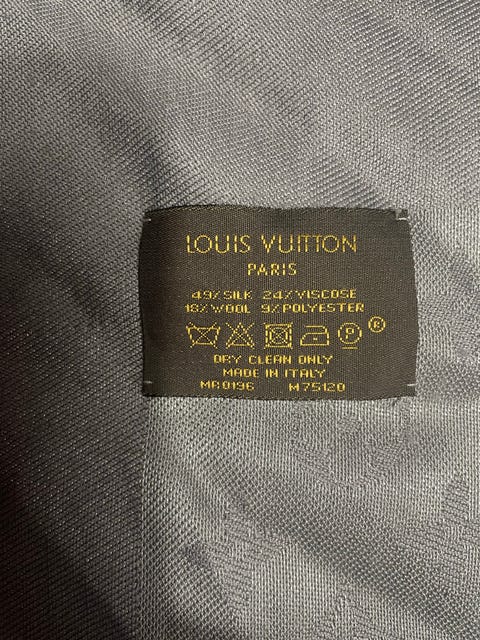 LOUIS VUITTON
PARIS
49% SILK 24% VISCOSE
18% WOOL 9% POLYESTER
P ®
DRY CLEAN ONLY
MADE IN ITALY
MR0196 M75120